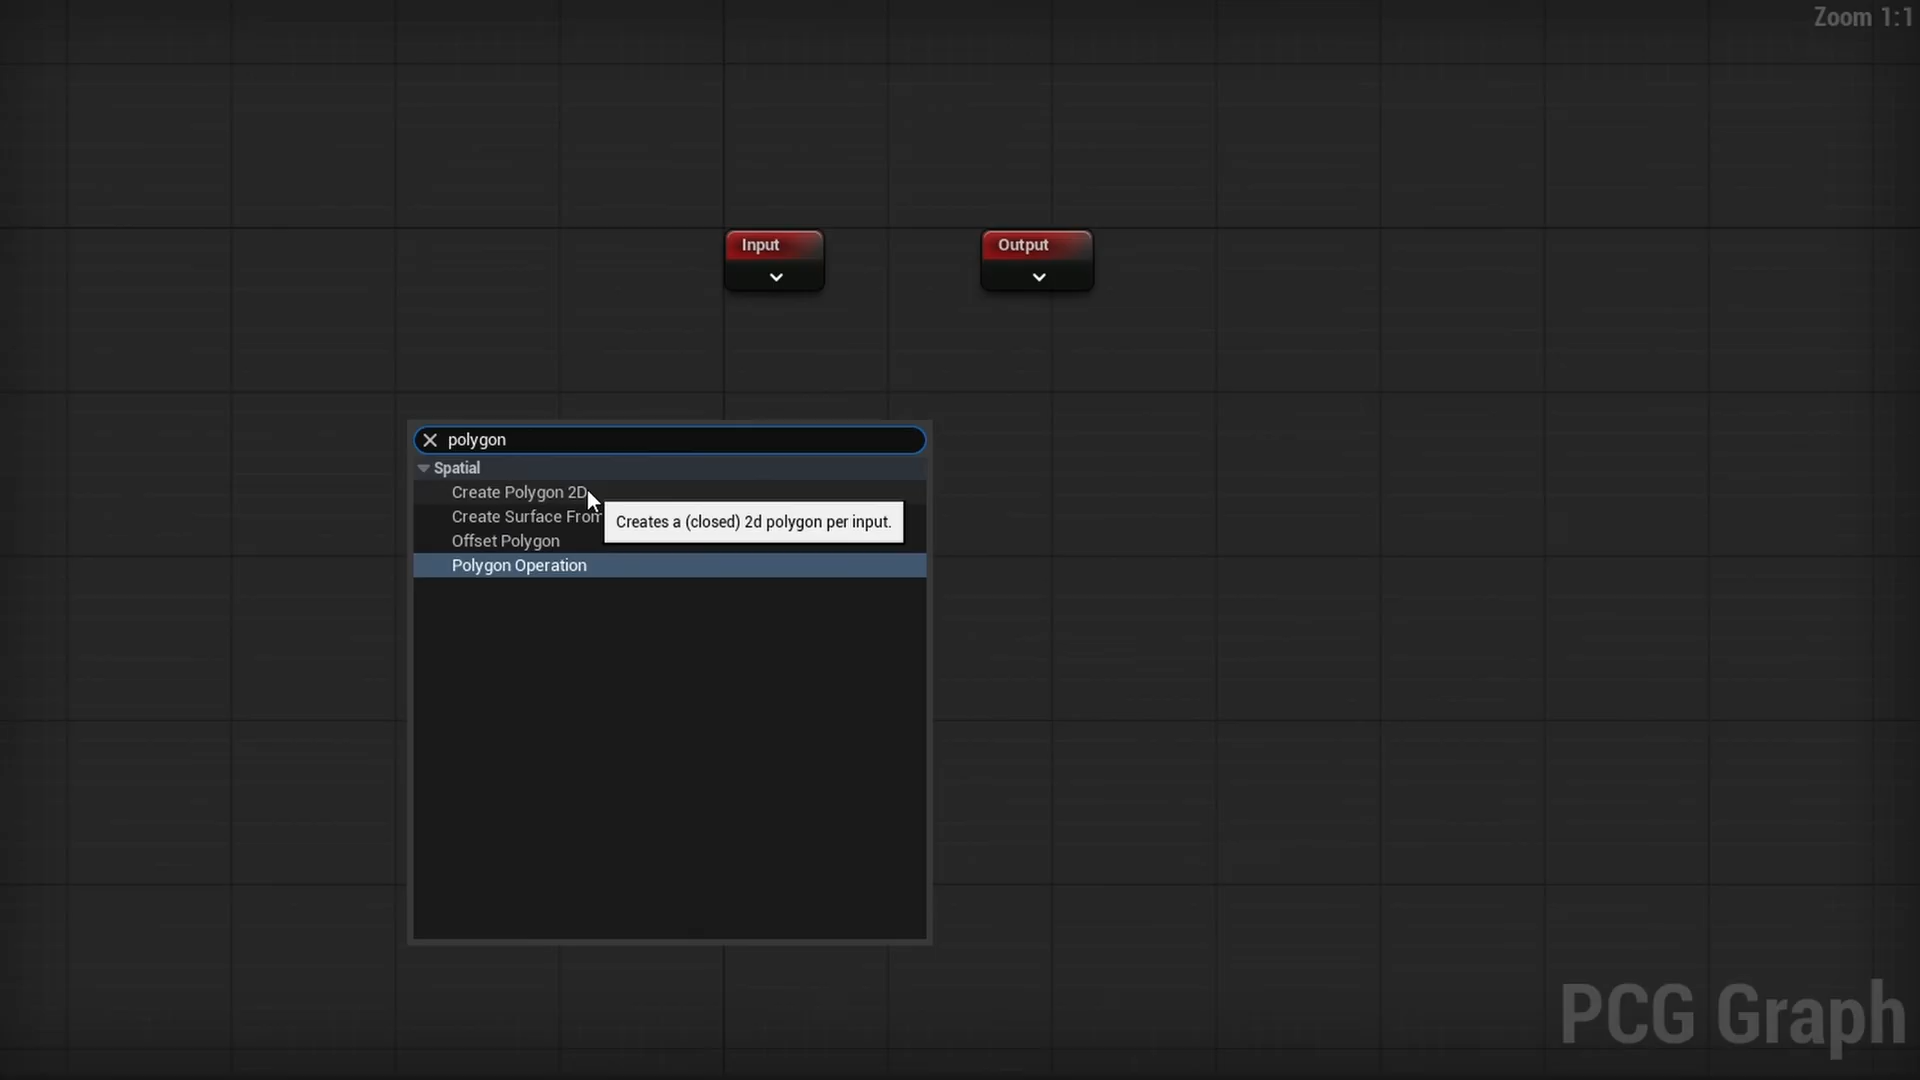 Zoom 1:1
Input
Output
polygon
Spatial
Create Polygon 2D
Create Surface From
Creates a (closed) 2d polygon per input.
Offset Polygon
Polygon Operation
PCG Graph